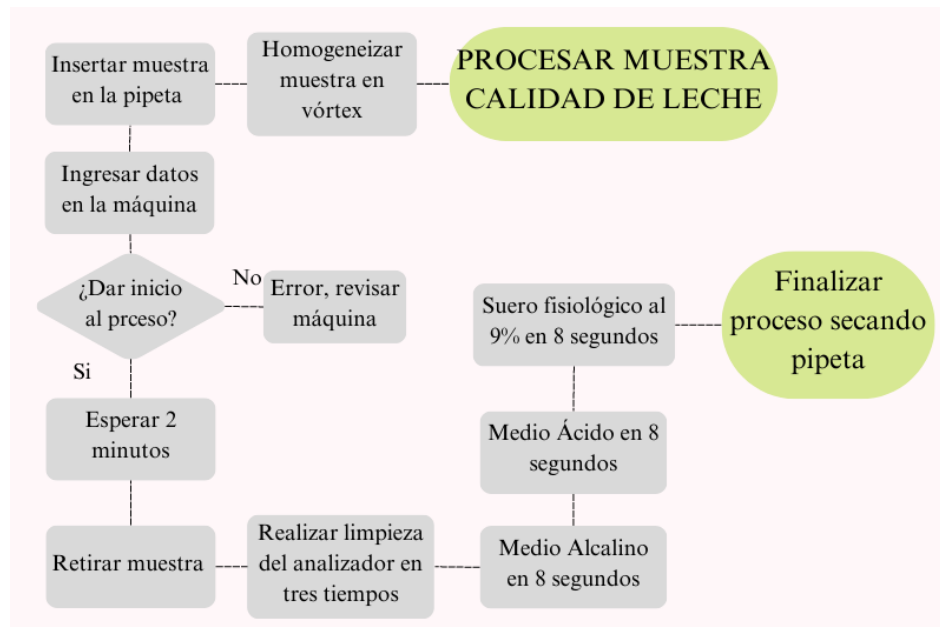 PROCESAR MUESTRA
CALIDAD DE LECHE
Homogeneizar
muestra en
vórtex
Insertar muestra
en la pipeta
Ingresar datos
en la máquina
¿Dar inicio
al prceso?
No
Error, revisar
máquina
Si
Esperar 2
minutos
Retirar muestra
Realizar limpieza
del analizador en
tres tiempos
Medio Alcalino
en 8 segundos
Medio Ácido en 8
segundos
Suero fisiológico al
9% en 8 segundos
Finalizar
proceso secando
pipeta